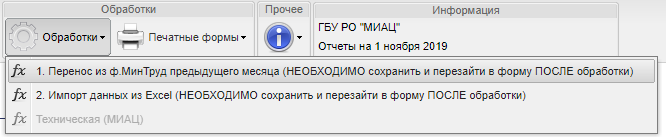 Обработки
Прочее
Информация
Обработки
Печатные формы
ГБУ РО "МИАЦ"
Отчеты на 1 ноября 2019
fx 1. Перенос из ф.МинТруд предыдущего месяца (НЕОБХОДИМО сохранить и перезайти в форму ПОСЛЕ обработки)
fx 2. Импорт данных из Excel (НЕОБХОДИМО сохранить и перезайти в форму ПОСЛЕ обработки)
fx Техническая (МИАЦ)